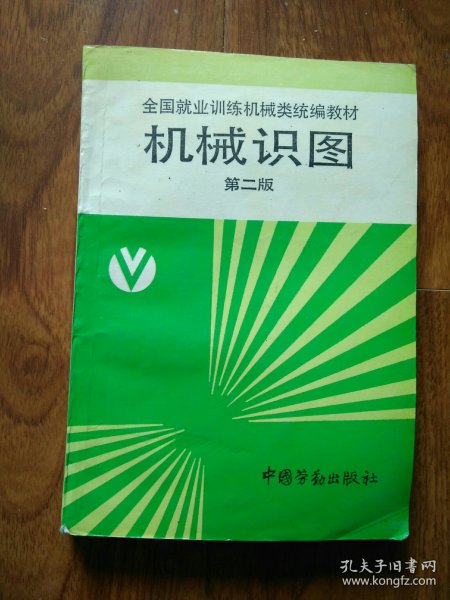 全国就业训练机械类统编教材
机械识图
第二版
中國劳动出版社
孔夫子旧书网
www.kongfz.com